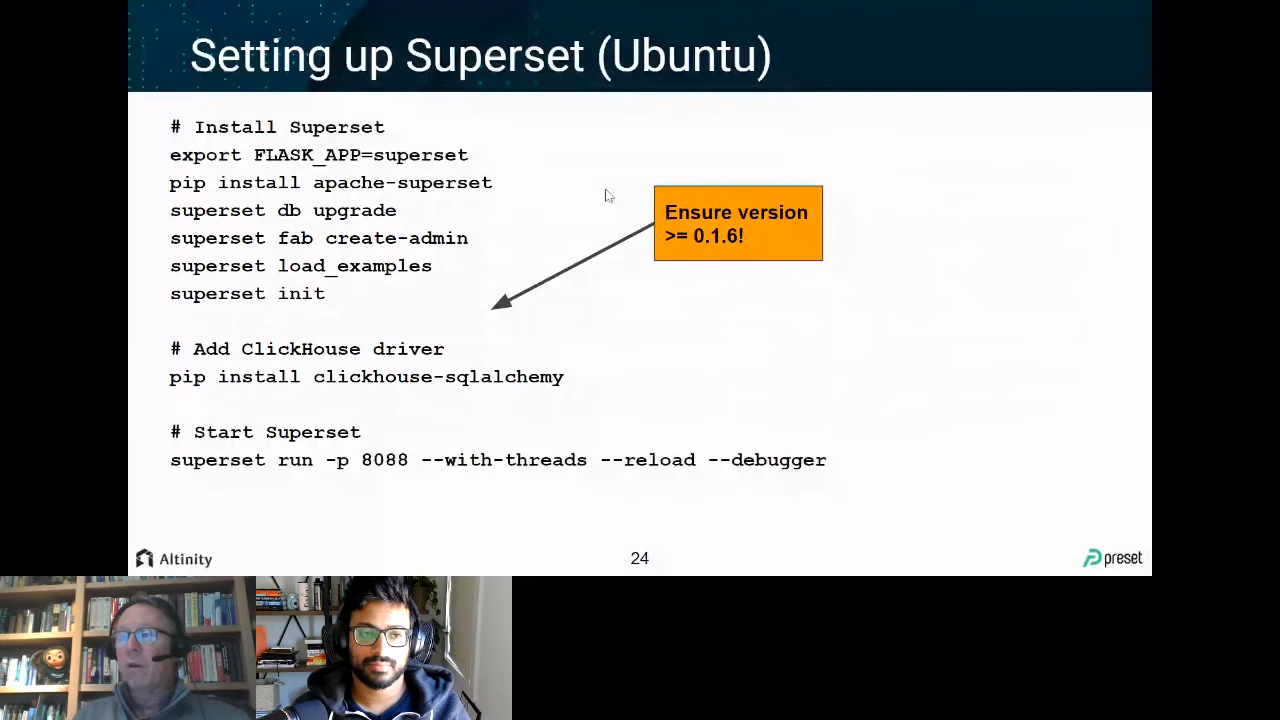 Setting up Superset (Ubuntu)
# Install Superset
export FLASK_APP=superset
pip install apache-superset
superset db upgrade
superset fab create-admin
superset load_examples
superset init
Ensure version
>= 0.1.6!
# Add ClickHouse driver
pip install clickhouse-sqlalchemy
# Start Superset
superset run -p 8088 --with-threads --reload --debugger
Altinity
24
preset